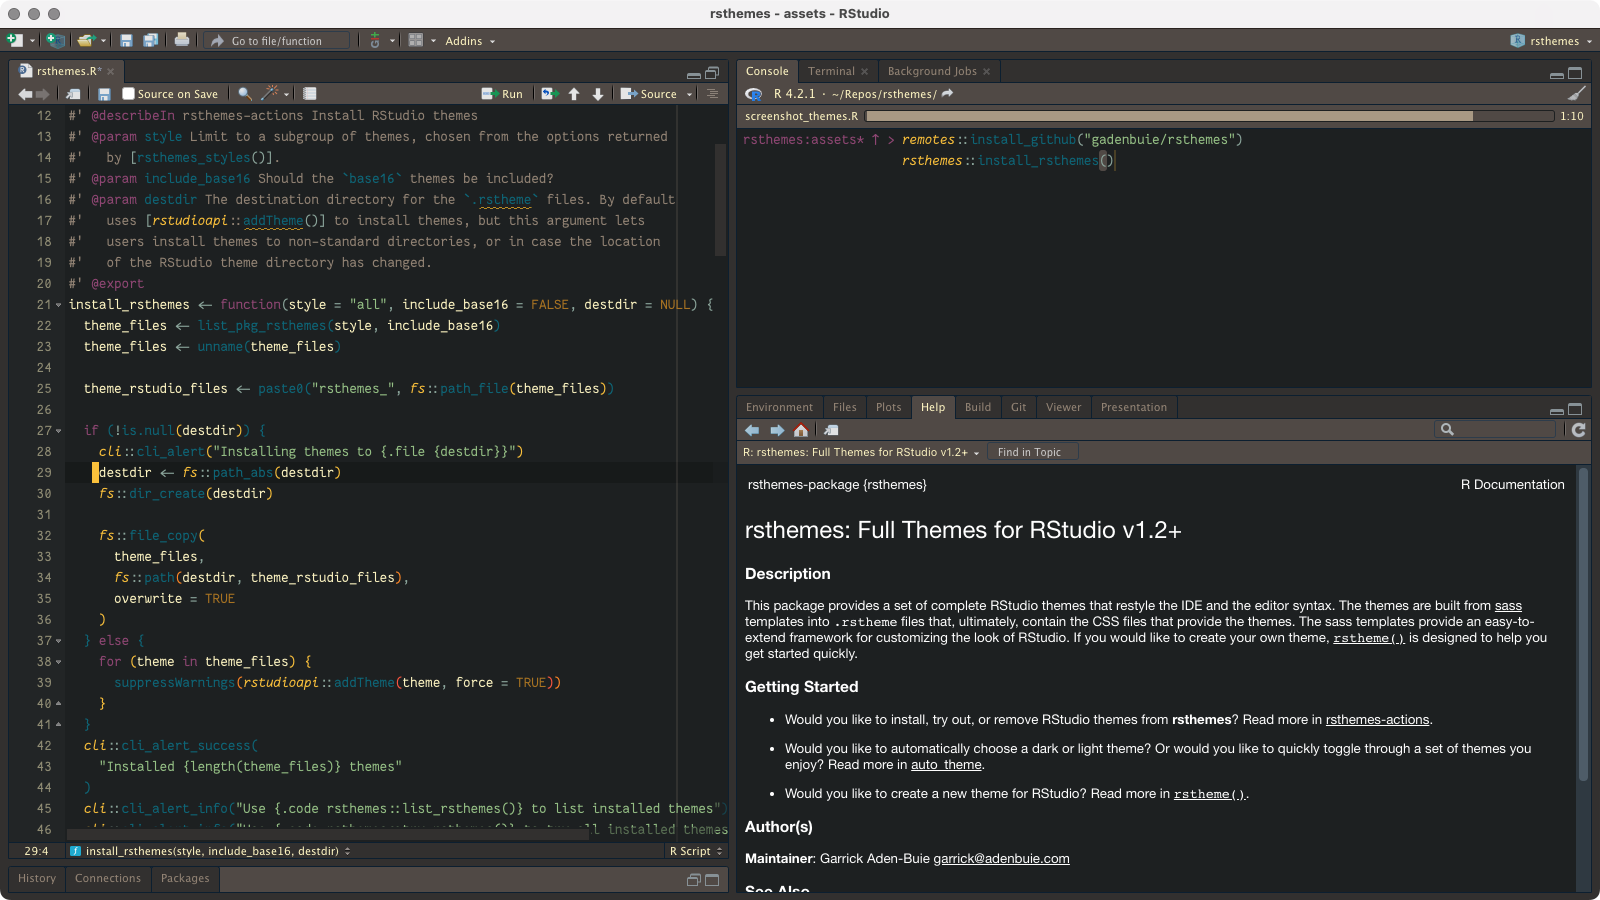 rsthemes - assets - RStudio
Go to file/function
Addins
rsthemes
rsthemes.R*
Source on Save
Run
Source
12 #' @describeIn rsthemes-actions Install RStudio themes
13 #' @param style Limit to a subgroup of themes, chosen from the options returned
14 #'   by [rsthemes_styles()].
15 #' @param include_base16 Should the `base16` themes be included?
16 #' @param destdir The destination directory for the `.rstheme` files. By default
17 #'   uses [rstudioapi::addTheme()] to install themes, but this argument lets
18 #'   users install themes to non-standard directories, or in case the location
19 #'   of the RStudio theme directory has changed.
20 #' @export
21 install_rsthemes <- function(style = "all", include_base16 = FALSE, destdir = NULL) {
22   theme_files <- list_pkg_rsthemes(style, include_base16)
23   theme_files <- unname(theme_files)
24
25   theme_rstudio_files <- paste0("rsthemes_", fs::path_file(theme_files))
26
27   if (!is.null(destdir)) {
28     cli::cli_alert("Installing themes to {.file {destdir}}")
29     destdir <- fs::path_abs(destdir)
30     fs::dir_create(destdir)
31
32     fs::file_copy(
33       theme_files,
34       fs::path(destdir, theme_rstudio_files),
35       overwrite = TRUE
36     )
37   } else {
38     for (theme in theme_files) {
39       suppressWarnings(rstudioapi::addTheme(theme, force = TRUE))
40     }
41   }
42   cli::cli_alert_success(
43     "Installed {length(theme_files)} themes"
44   )
45   cli::cli_alert_info("Use {.code rsthemes::list_rsthemes()} to list installed themes")
46 all installed themes
29:4 install_rsthemes(style, include_base16, destdir) R Script
History Connections Packages
Console Terminal Background Jobs
R 4.2.1 · ~/Repos/rsthemes/
screenshot_themes.R 1:10
rsthemes:assets* ↑ > remotes::install_github("gadenbuie/rsthemes")
rsthemes::install_rsthemes()
Environment Files Plots Help Build Git Viewer Presentation
R: rsthemes: Full Themes for RStudio v1.2+ Find in Topic
rsthemes-package {rsthemes} R Documentation
rsthemes: Full Themes for RStudio v1.2+
Description
This package provides a set of complete RStudio themes that restyle the IDE and the editor syntax. The themes are built from sass
templates into .rstheme files that, ultimately, contain the CSS files that provide the themes. The sass templates provide an easy-to-
extend framework for customizing the look of RStudio. If you would like to create your own theme, rstheme() is designed to help you
get started quickly.
Getting Started
• Would you like to install, try out, or remove RStudio themes from rsthemes? Read more in rsthemes-actions.
• Would you like to automatically choose a dark or light theme? Or would you like to quickly toggle through a set of themes you
enjoy? Read more in auto_theme.
• Would you like to create a new theme for RStudio? Read more in rstheme().
Author(s)
Maintainer: Garrick Aden-Buie garrick@adenbuie.com
See Also